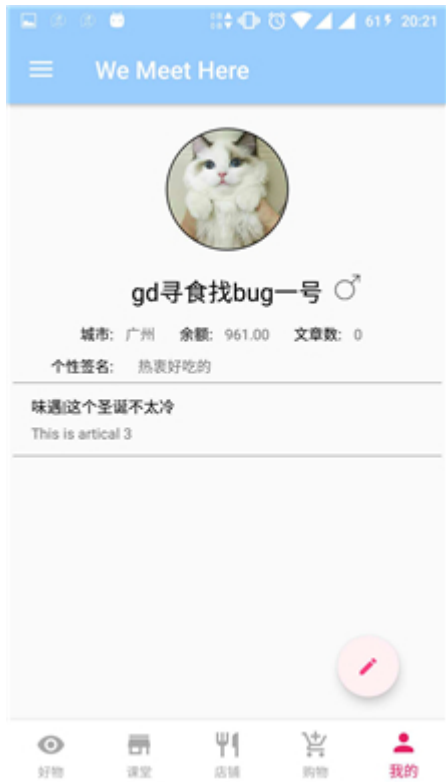 61 20:21
We Meet Here
gd寻食找bug一号
城市: 广州 余额: 961.00 文章数: 0
个性签名: 热衷好吃的
味遇|这个圣诞不太冷
This is artical 3
好物 课堂 店铺 购物 我的